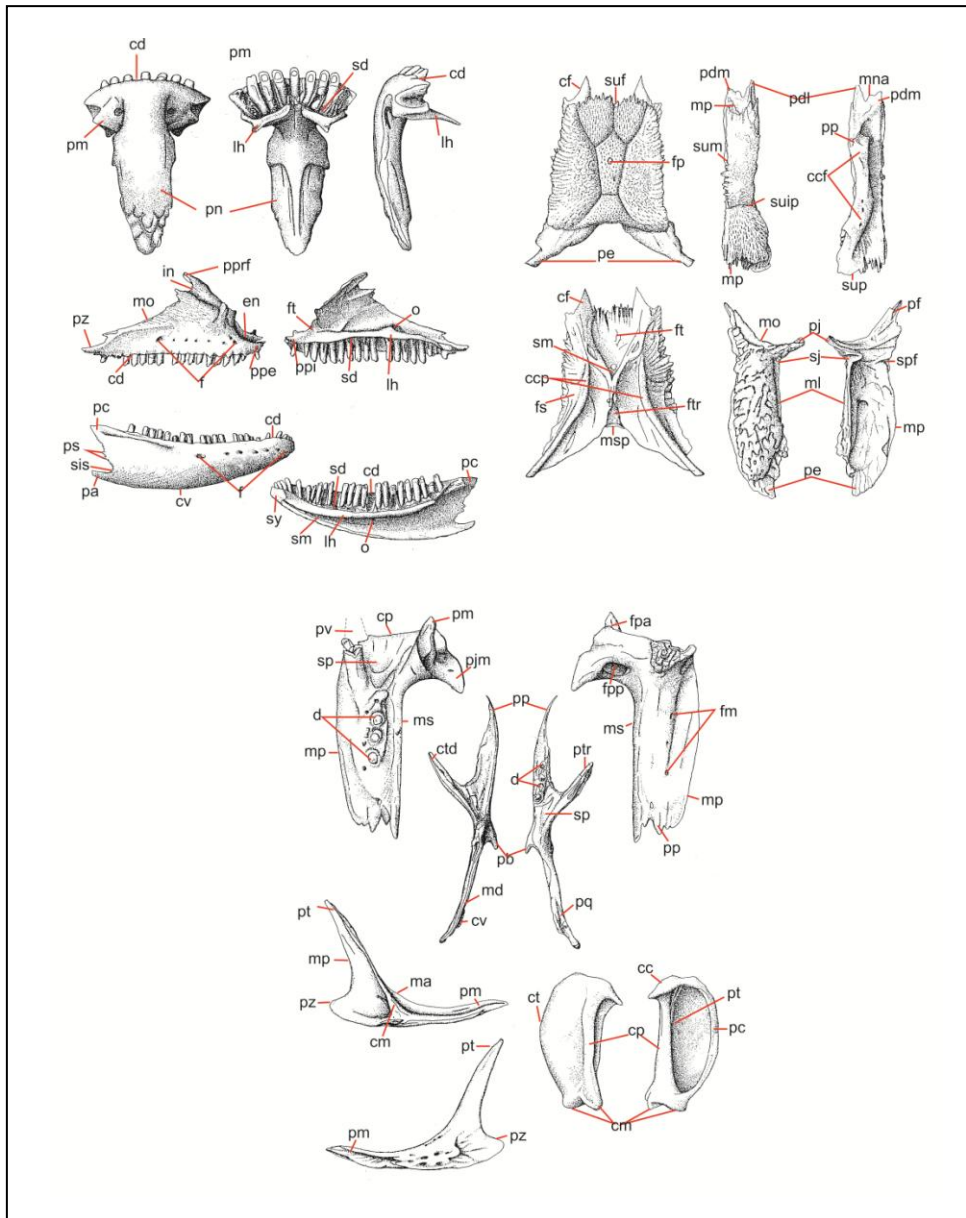 cd
pm
sd
cd
pm
lh
lh
pn
pprf
in
mo
en
pz
ft
o
cd
f
ppe
ppi
sd
lh
pc
cd
ps
sis
pa
cv
f
sd
cd
pc
sy
sm
lh
o
cf
suf
fp
pe
pdm
mp
pdl
mna
pdm
sum
pp
ccf
suip
mp
sup
cf
ft
sm
ccp
fs
ftr
msp
mo
pj
pf
sj
spf
ml
mp
pe
pv
cp
pm
sp
pjm
d
ms
mp
fpa
fpp
fm
ms
mp
pp
pp
ctd
ptr
d
sp
pb
md
pq
cv
pt
mp
ma
pz
pm
cm
pt
pm
pz
cc
ct
pt
cp
pc
cm